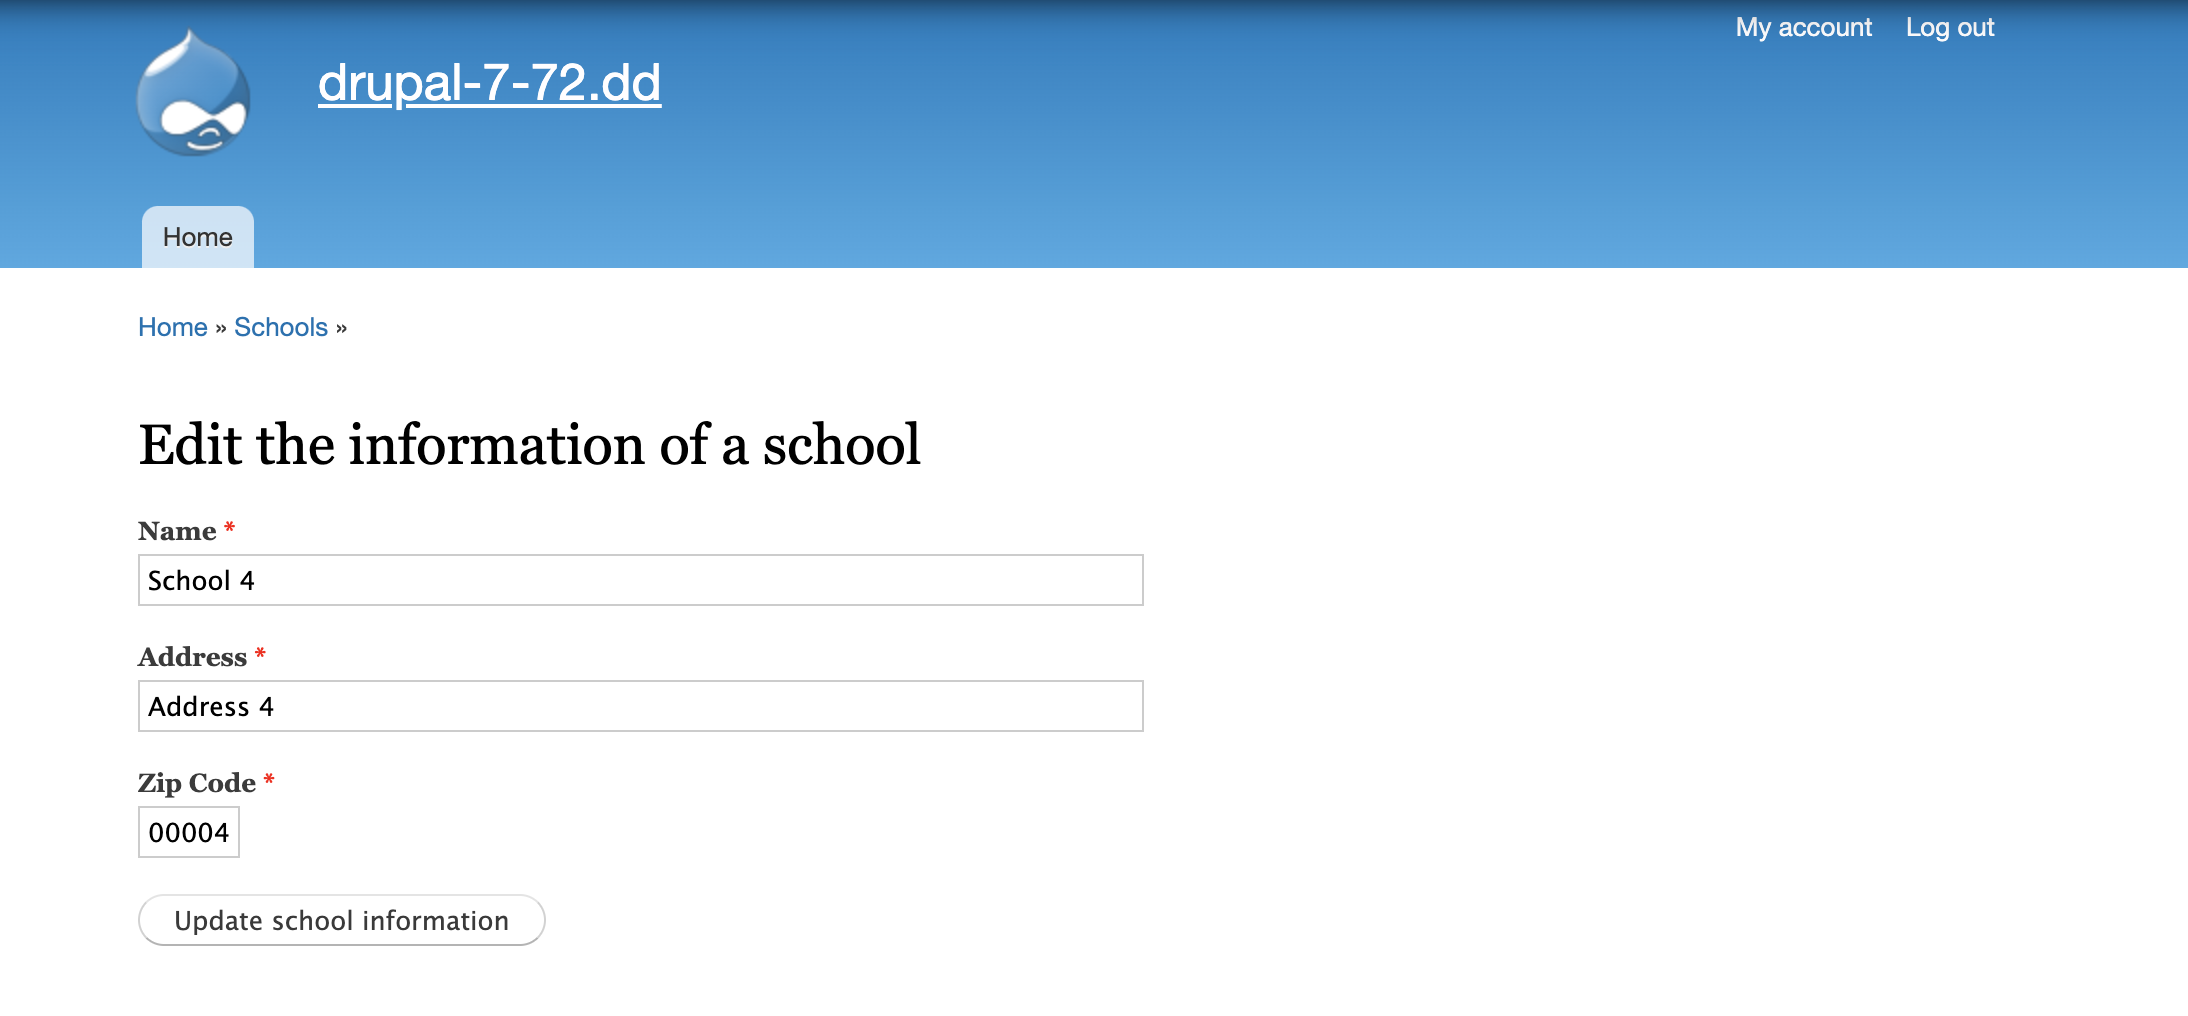 My account Log out
drupal-7-72.dd
Home
Home » Schools »
Edit the information of a school
Name *
School 4
Address *
Address 4
Zip Code *
00004
Update school information